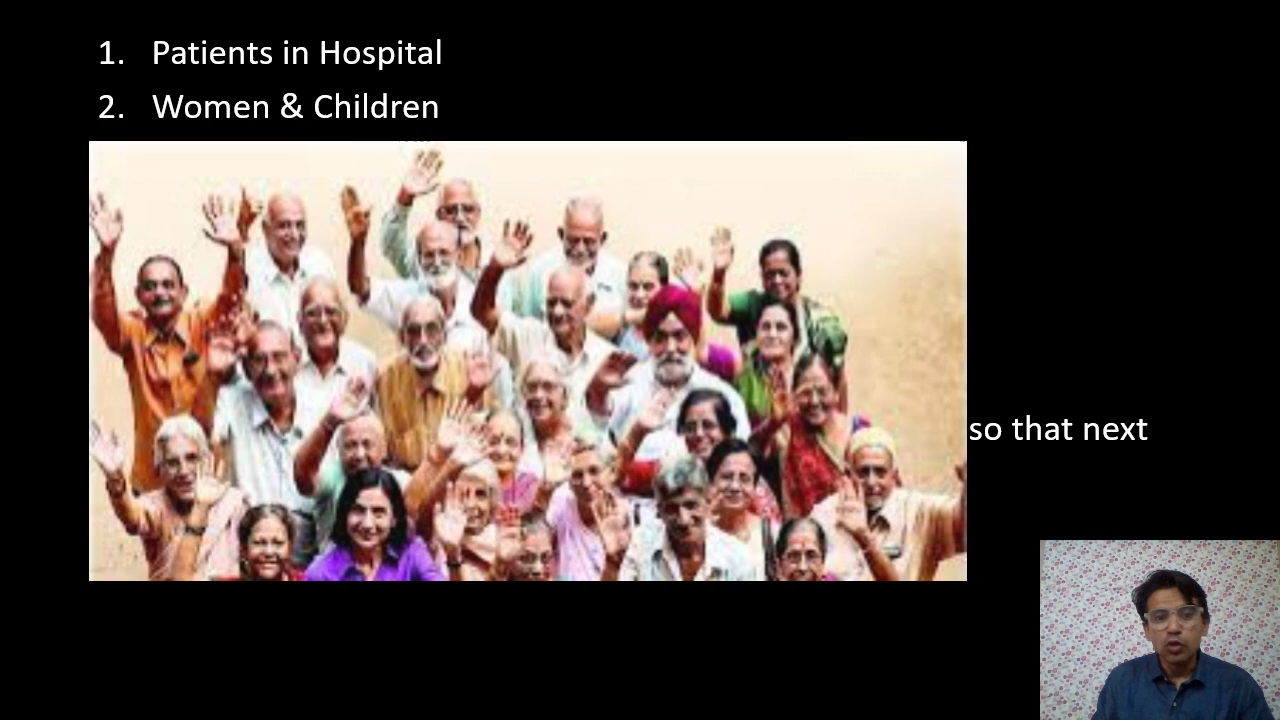 1. Patients in Hospital
2. Women & Children
so that next